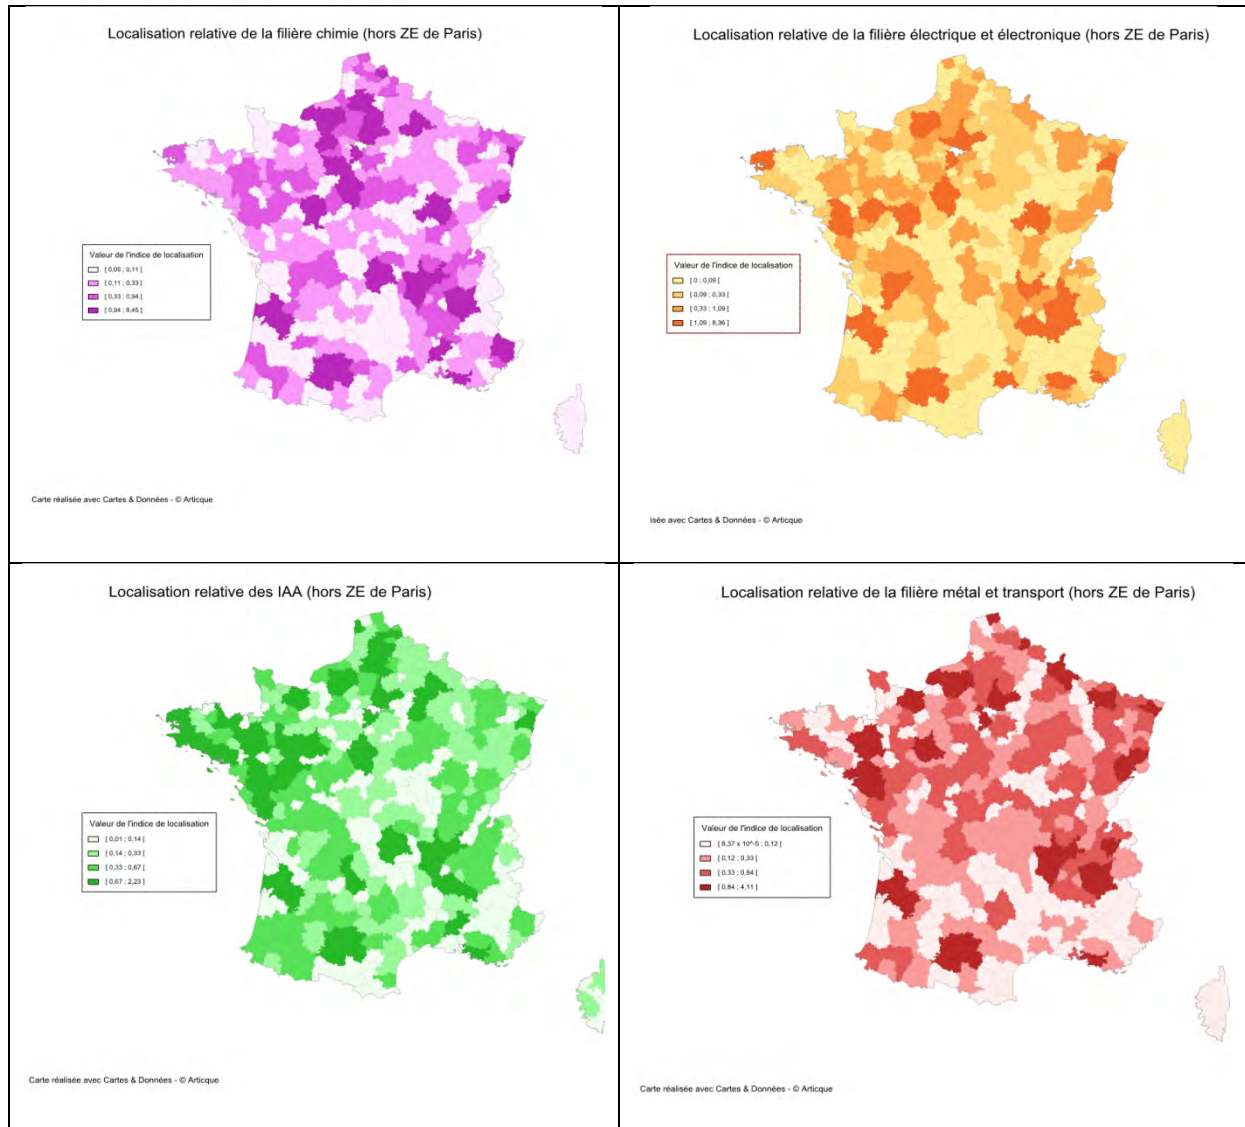 Localisation relative de la filière chimie (hors ZE de Paris)
Valeur de l'indice de localisation
[ 0,00 ; 0,11 [
[ 0,11 ; 0,33 [
[ 0,33 ; 0,94 [
[ 0,94 ; 8,45 [
Carte réalisée avec Cartes & Données - © Articque
Localisation relative de la filière électrique et électronique (hors ZE de Paris)
Valeur de l'indice de localisation
[ 0 ; 0,09 [
[ 0,09 ; 0,33 [
[ 0,33 ; 1,09 [
[ 1,09 ; 8,36 [
isée avec Cartes & Données - © Articque
Localisation relative des IAA (hors ZE de Paris)
Valeur de l'indice de localisation
[ 0,01 ; 0,14 [
[ 0,14 ; 0,33 [
[ 0,33 ; 0,67 [
[ 0,67 ; 2,23 [
Carte réalisée avec Cartes & Données - © Articque
Localisation relative de la filière métal et transport (hors ZE de Paris)
Valeur de l'indice de localisation
[ 8,37 x 10^-5 ; 0,12 [
[ 0,12 ; 0,33 [
[ 0,33 ; 0,84 [
[ 0,84 ; 4,11 [
Carte réalisée avec Cartes & Données - © Articque